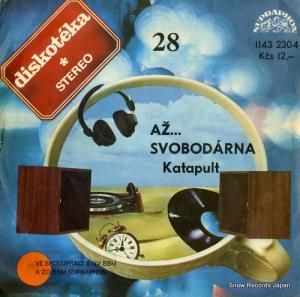 diskotéka
*
STEREO
28
SUPRAPHON
1143 2304
Kčs 12,—
AŽ...
SVOBODÁRNA
Katapult
VE SPOLUPRÁCI S ÚV SSM
A ZO SSM SUPRAPHON
Snow Records Japan